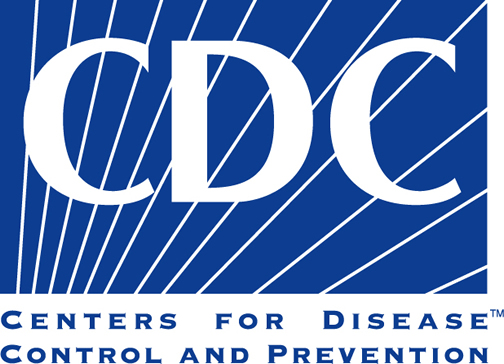 CDC
CENTERS FOR DISEASE™
CONTROL AND PREVENTION